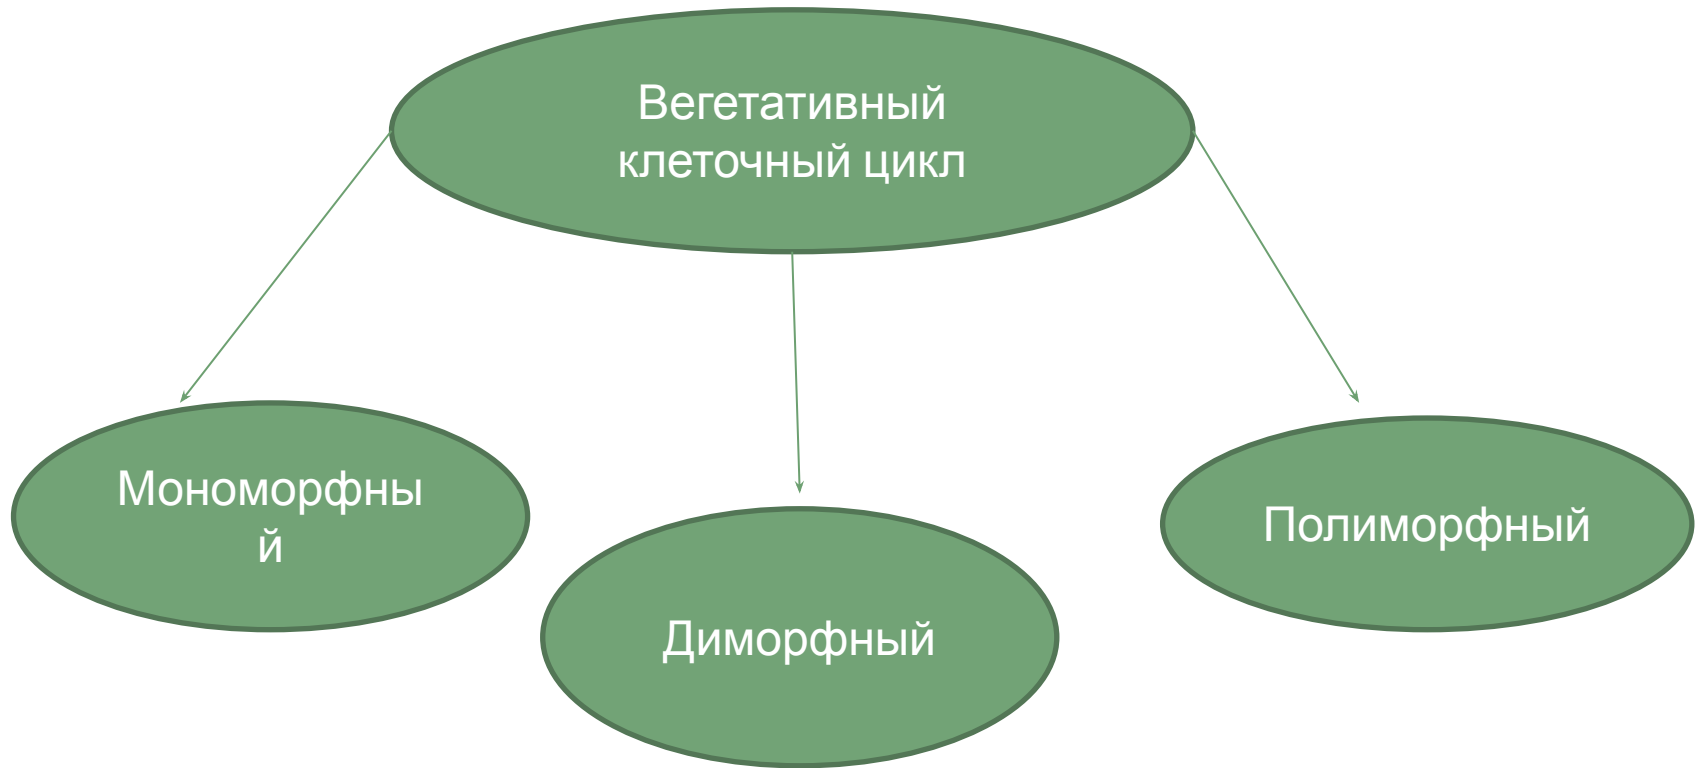 Вегетативный
клеточный цикл
Мономорфны
й
Диморфный
Полиморфный